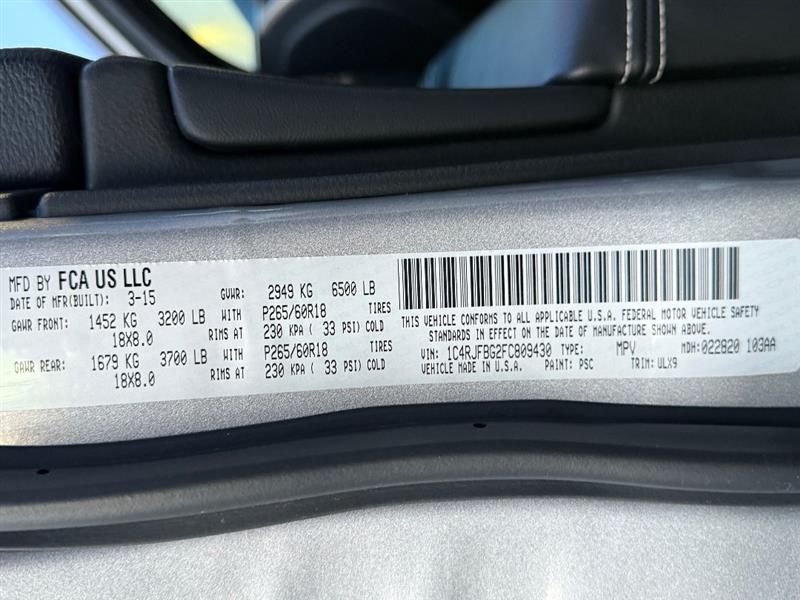 MFD BY FCA US LLC
DATE OF MFR(BUILT): 3-15 GVWR: 2949 KG 6500 LB
GAWR FRONT: 1452 KG 3200 LB WITH P265/60R18 TIRES
18X8.0 RIMS AT 230 KPA ( 33 PSI) COLD
GAWR REAR: 1679 KG 3700 LB WITH P265/60R18 TIRES
18X8.0 RIMS AT 230 KPA ( 33 PSI) COLD
THIS VEHICLE CONFORMS TO ALL APPLICABLE U.S.A. FEDERAL MOTOR VEHICLE SAFETY
STANDARDS IN EFFECT ON THE DATE OF MANUFACTURE SHOWN ABOVE.
VIN: 1C4RJFBG2FC809430 TYPE: MPV MDH:022820 103AA
VEHICLE MADE IN U.S.A. PAINT: PSC TRIM: ULX9